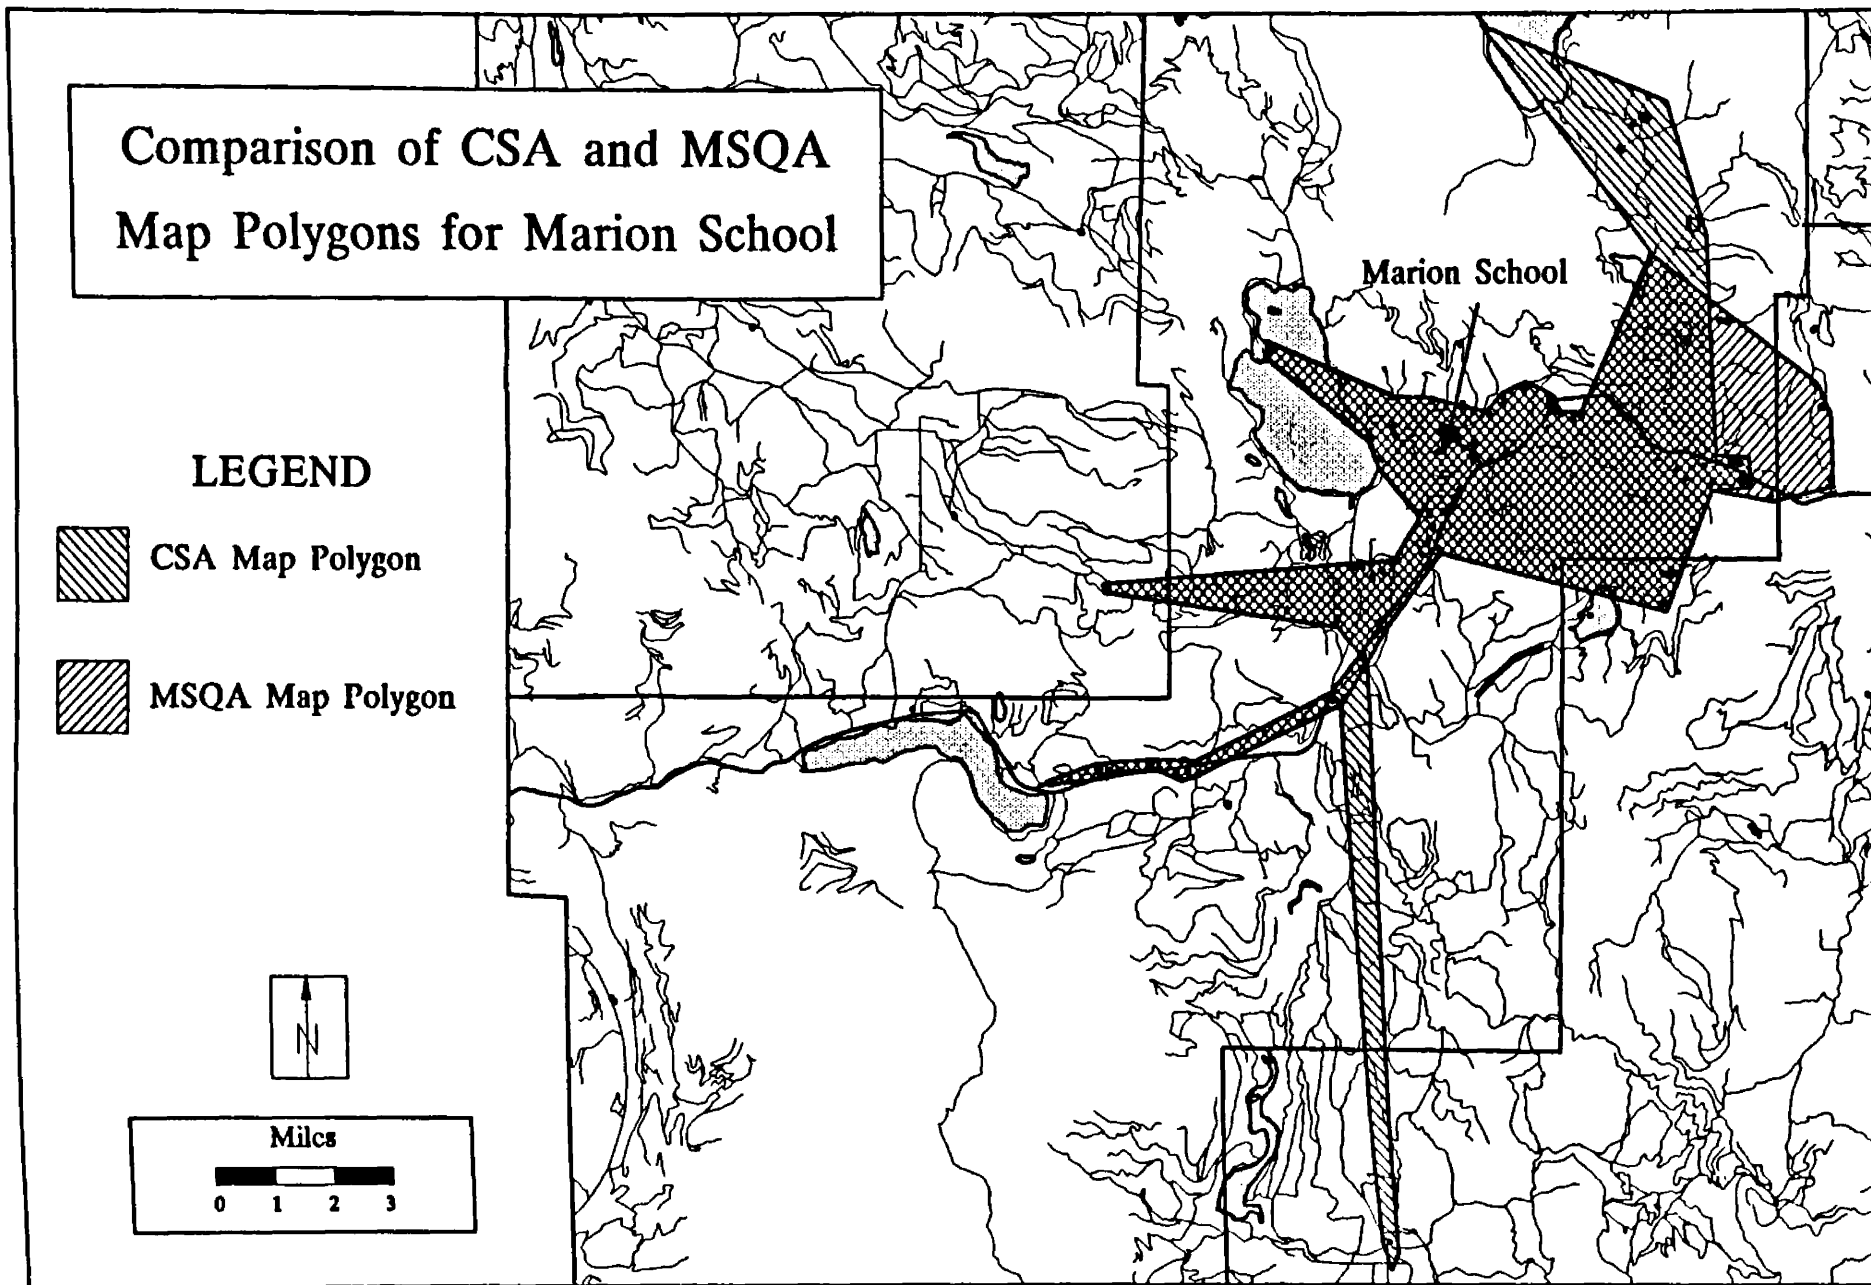 Comparison of CSA and MSQA
Map Polygons for Marion School
Marion School
LEGEND
CSA Map Polygon
MSQA Map Polygon
N
Miles
0 1 2 3